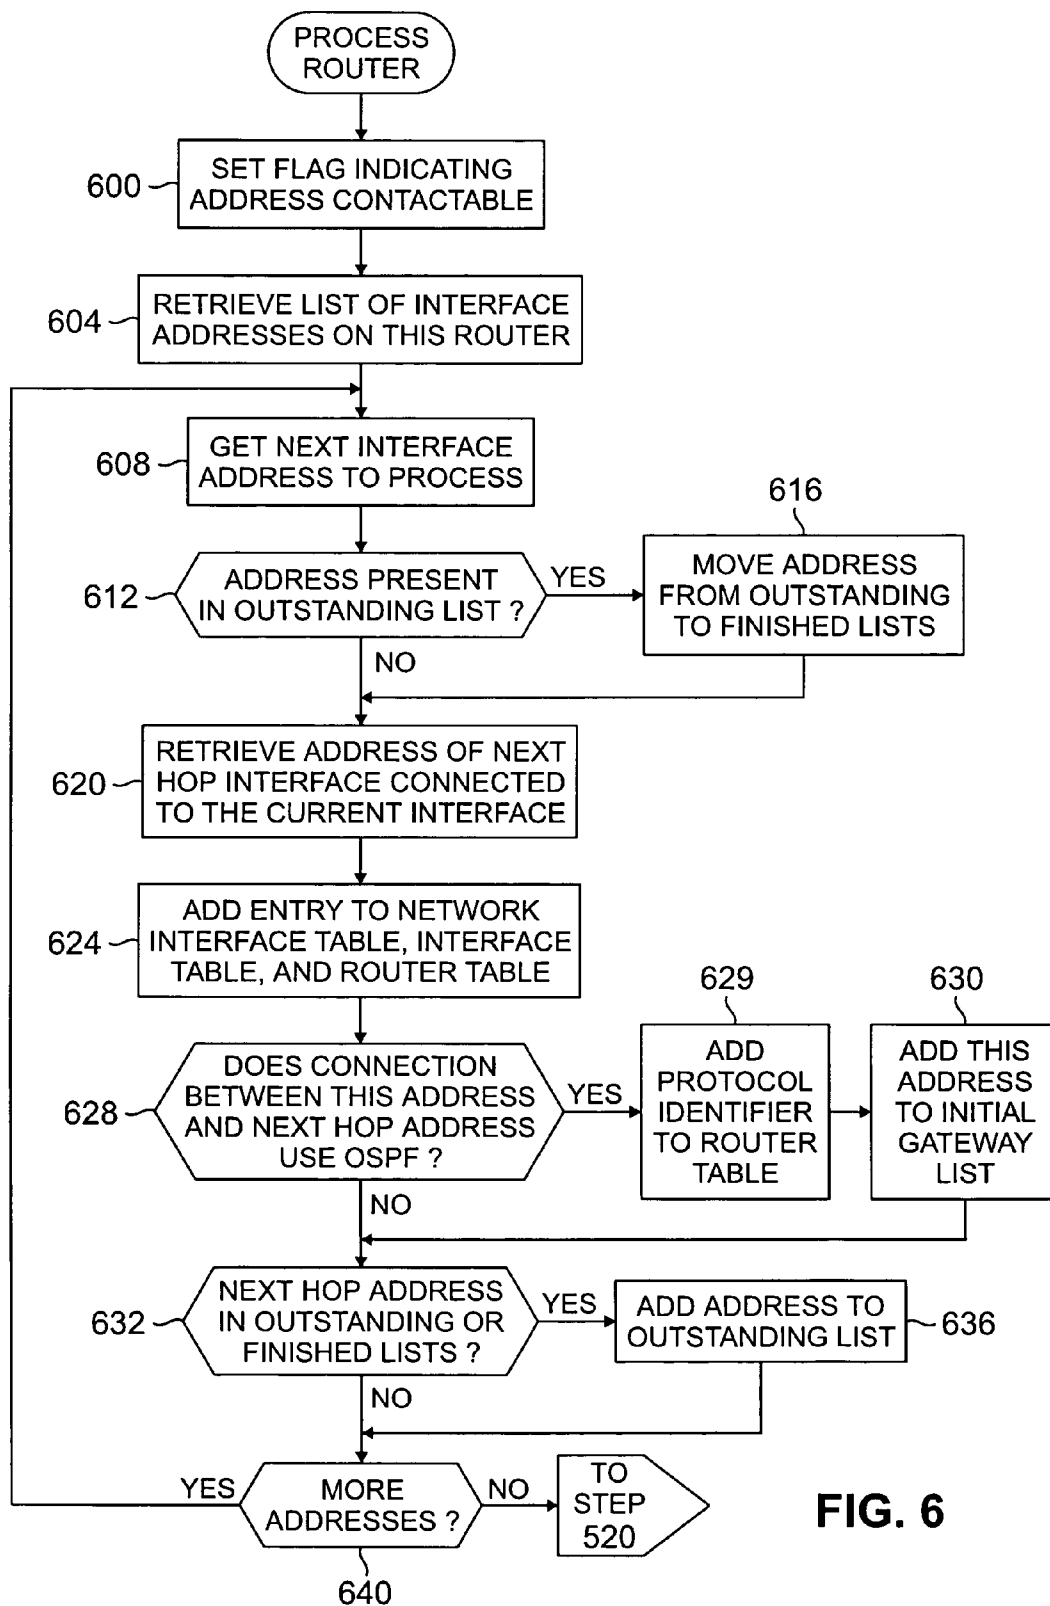 PROCESS
ROUTER
600
SET FLAG INDICATING
ADDRESS CONTACTABLE
604
RETRIEVE LIST OF INTERFACE
ADDRESSES ON THIS ROUTER
608
GET NEXT INTERFACE
ADDRESS TO PROCESS
612
ADDRESS PRESENT
IN OUTSTANDING LIST ?
YES
NO
616
MOVE ADDRESS
FROM OUTSTANDING
TO FINISHED LISTS
620
RETRIEVE ADDRESS OF NEXT
HOP INTERFACE CONNECTED
TO THE CURRENT INTERFACE
624
ADD ENTRY TO NETWORK
INTERFACE TABLE, INTERFACE
TABLE, AND ROUTER TABLE
628
DOES CONNECTION
BETWEEN THIS ADDRESS
AND NEXT HOP ADDRESS
USE OSPF ?
YES
NO
629
ADD
PROTOCOL
IDENTIFIER
TO ROUTER
TABLE
630
ADD THIS
ADDRESS
TO INITIAL
GATEWAY
LIST
632
NEXT HOP ADDRESS
IN OUTSTANDING OR
FINISHED LISTS ?
YES
NO
ADD ADDRESS TO
OUTSTANDING LIST
636
YES
MORE
ADDRESSES ?
NO
640
TO
STEP
520
FIG. 6